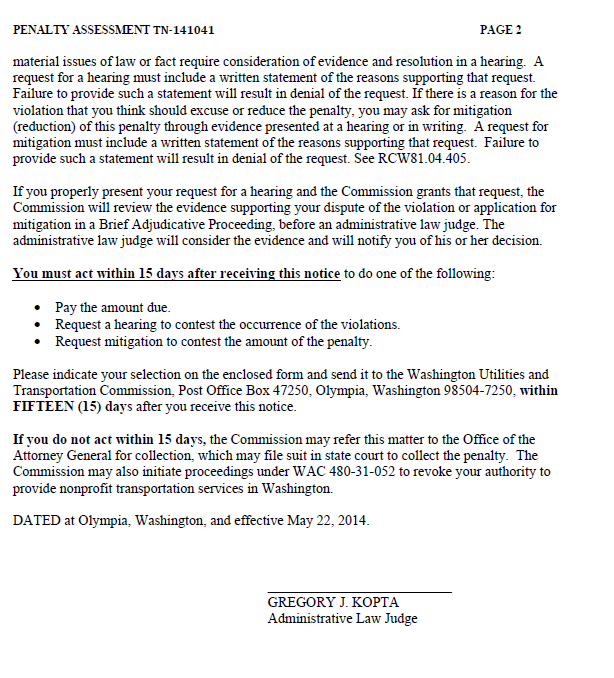 PENALTY ASSESSMENT TN-141041 PAGE 2
material issues of law or fact require consideration of evidence and resolution in a hearing.  A
request for a hearing must include a written statement of the reasons supporting that request.
Failure to provide such a statement will result in denial of the request. If there is a reason for the
violation that you think should excuse or reduce the penalty, you may ask for mitigation
(reduction) of this penalty through evidence presented at a hearing or in writing.  A request for
mitigation must include a written statement of the reasons supporting that request.  Failure to
provide such a statement will result in denial of the request. See RCW81.04.405.
If you properly present your request for a hearing and the Commission grants that request, the
Commission will review the evidence supporting your dispute of the violation or application for
mitigation in a Brief Adjudicative Proceeding, before an administrative law judge. The
administrative law judge will consider the evidence and will notify you of his or her decision.
You must act within 15 days after receiving this notice to do one of the following:
• Pay the amount due.
• Request a hearing to contest the occurrence of the violations.
• Request mitigation to contest the amount of the penalty.
Please indicate your selection on the enclosed form and send it to the Washington Utilities and
Transportation Commission, Post Office Box 47250, Olympia, Washington 98504-7250, within
FIFTEEN (15) days after you receive this notice.
If you do not act within 15 days, the Commission may refer this matter to the Office of the
Attorney General for collection, which may file suit in state court to collect the penalty.  The
Commission may also initiate proceedings under WAC 480-31-052 to revoke your authority to
provide nonprofit transportation services in Washington.
DATED at Olympia, Washington, and effective May 22, 2014.
GREGORY J. KOPTA
Administrative Law Judge